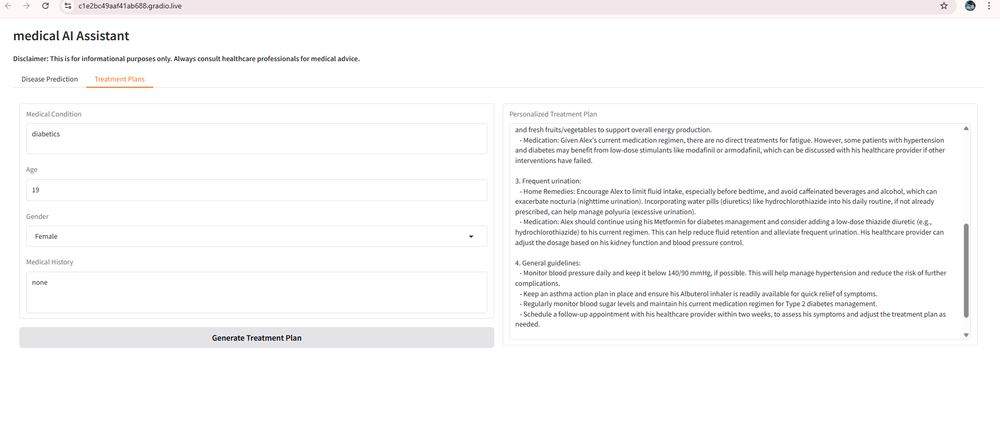 c1e2bc49aaf41ab688.gradio.live
medical AI Assistant
Disclaimer: This is for informational purposes only. Always consult healthcare professionals for medical advice.
Disease Prediction
Treatment Plans
Medical Condition
diabetics
Age
19
Gender
Female
Medical History
none
Generate Treatment Plan
Personalized Treatment Plan
and fresh fruits/vegetables to support overall energy production.
- Medication: Given Alex's current medication regimen, there are no direct treatments for fatigue. However, some patients with hypertension
and diabetes may benefit from low-dose stimulants like modafinil or armodafinil, which can be discussed with his healthcare provider if other
interventions have failed.
3. Frequent urination:
- Home Remedies: Encourage Alex to limit fluid intake, especially before bedtime, and avoid caffeinated beverages and alcohol, which can
exacerbate nocturia (nighttime urination). Incorporating water pills (diuretics) like hydrochlorothiazide into his daily routine, if not already
prescribed, can help manage polyuria (excessive urination).
- Medication: Alex should continue using his Metformin for diabetes management and consider adding a low-dose thiazide diuretic (e.g.,
hydrochlorothiazide) to his current regimen. This can help reduce fluid retention and alleviate frequent urination. His healthcare provider can
adjust the dosage based on his kidney function and blood pressure control.
4. General guidelines:
- Monitor blood pressure daily and keep it below 140/90 mmHg, if possible. This will help manage hypertension and reduce the risk of further
complications.
- Keep an asthma action plan in place and ensure his Albuterol inhaler is readily available for quick relief of symptoms.
- Regularly monitor blood sugar levels and maintain his current medication regimen for Type 2 diabetes management.
- Schedule a follow-up appointment with his healthcare provider within two weeks, to assess his symptoms and adjust the treatment plan as
needed.